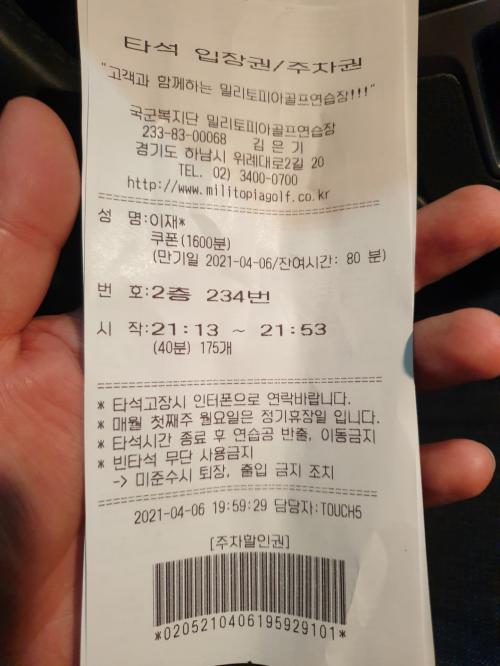 타석 입장권/주차권
"고객과 함께하는 밀리토피아골프연습장!!!"
국군복지단 밀리토피아골프연습장
233-83-00068 김 은 기
경기도 하남시 위례대로2길 20
TEL. 02) 3400-0700
http://www.militopiagolf.co.kr
성 명:이재*
쿠폰(1600분)
(만기일 2021-04-06/잔여시간: 80 분)
번 호:2층 234번
시 작:21:13 ~ 21:53
(40분) 175개
* 타석고장시 인터폰으로 연락바랍니다.
* 매월 첫째주 월요일은 정기휴장일 입니다.
* 타석시간 종료 후 연습공 반출, 이동금지
* 빈타석 무단 사용금지
-> 미준수시 퇴장, 출입 금지 조치
2021-04-06 19:59:29 담당자:TOUCH5
[주차할인권]
*0205210406195929101*